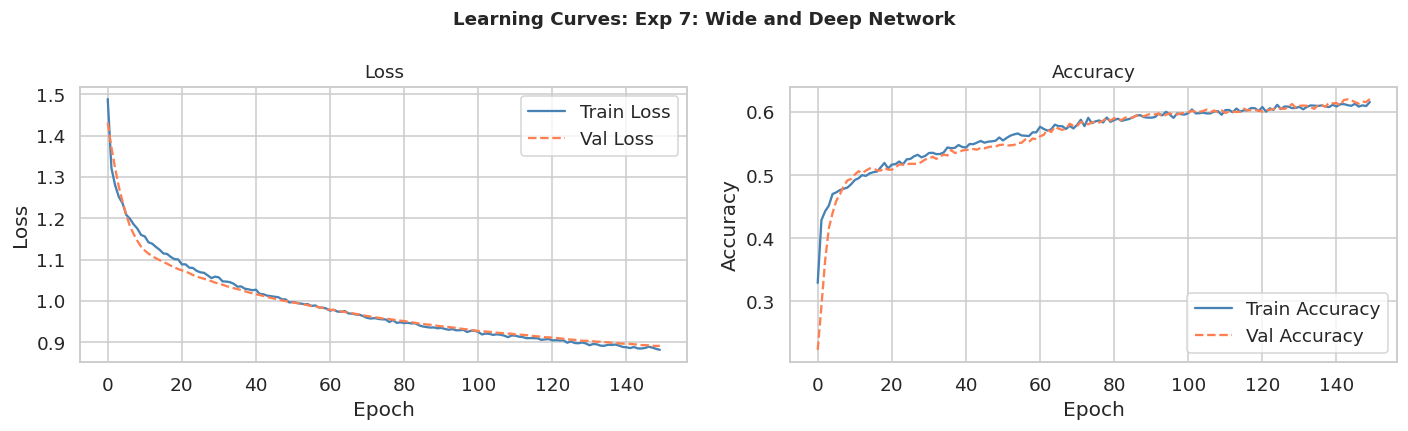 Learning Curves: Exp 7: Wide and Deep Network
Loss
1.5
1.4
1.3
1.2
1.1
1.0
0.9
Loss
Train Loss
Val Loss
0 20 40 60 80 100 120 140
Epoch
Accuracy
0.6
0.5
0.4
0.3
Accuracy
Train Accuracy
Val Accuracy
0 20 40 60 80 100 120 140
Epoch